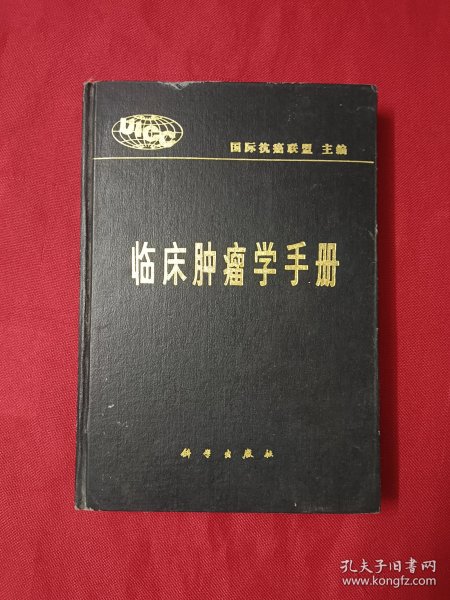 UICC
国际抗癌联盟 主编
临床肿瘤学手册
科学出版社
孔夫子旧书网
www.kongfz.com